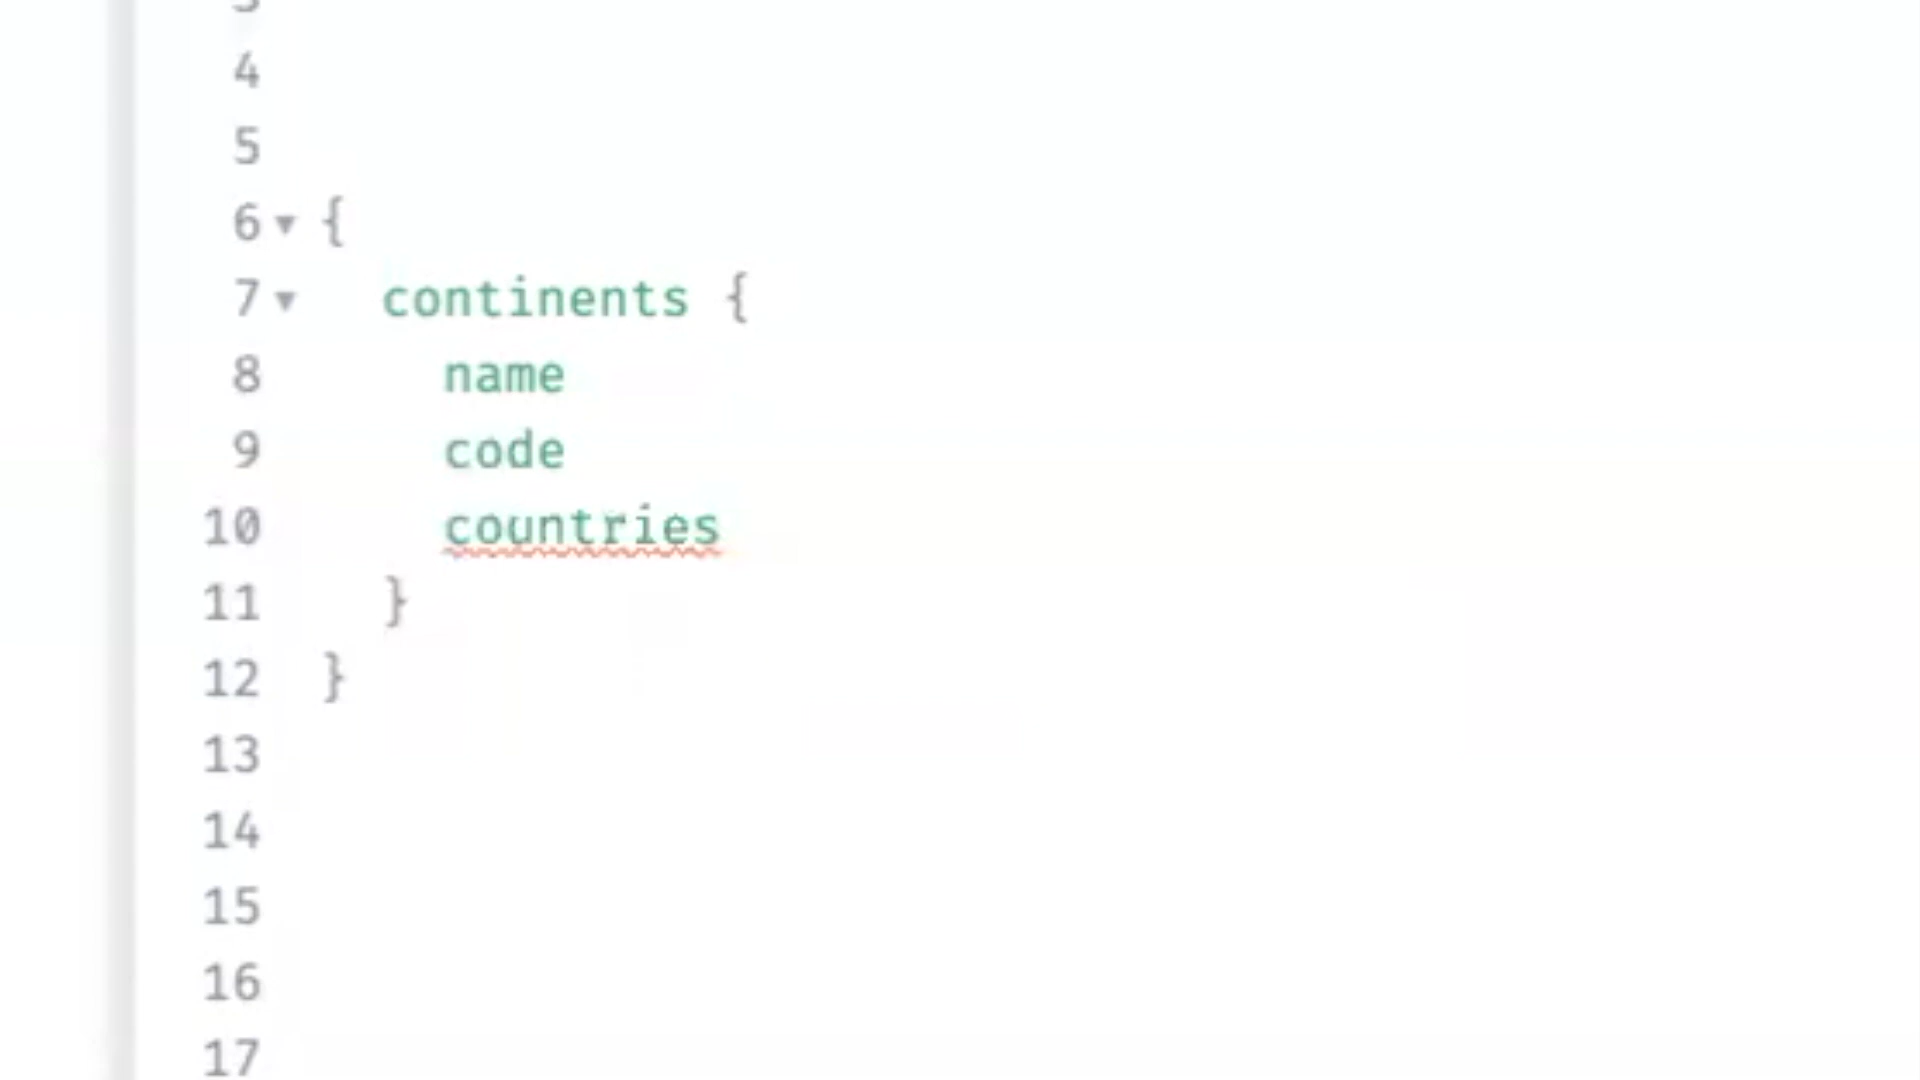 4
5
6 ▼ {
7 ▼ continents {
8 name
9 code
10 countries
11 }
12 }
13
14
15
16
17